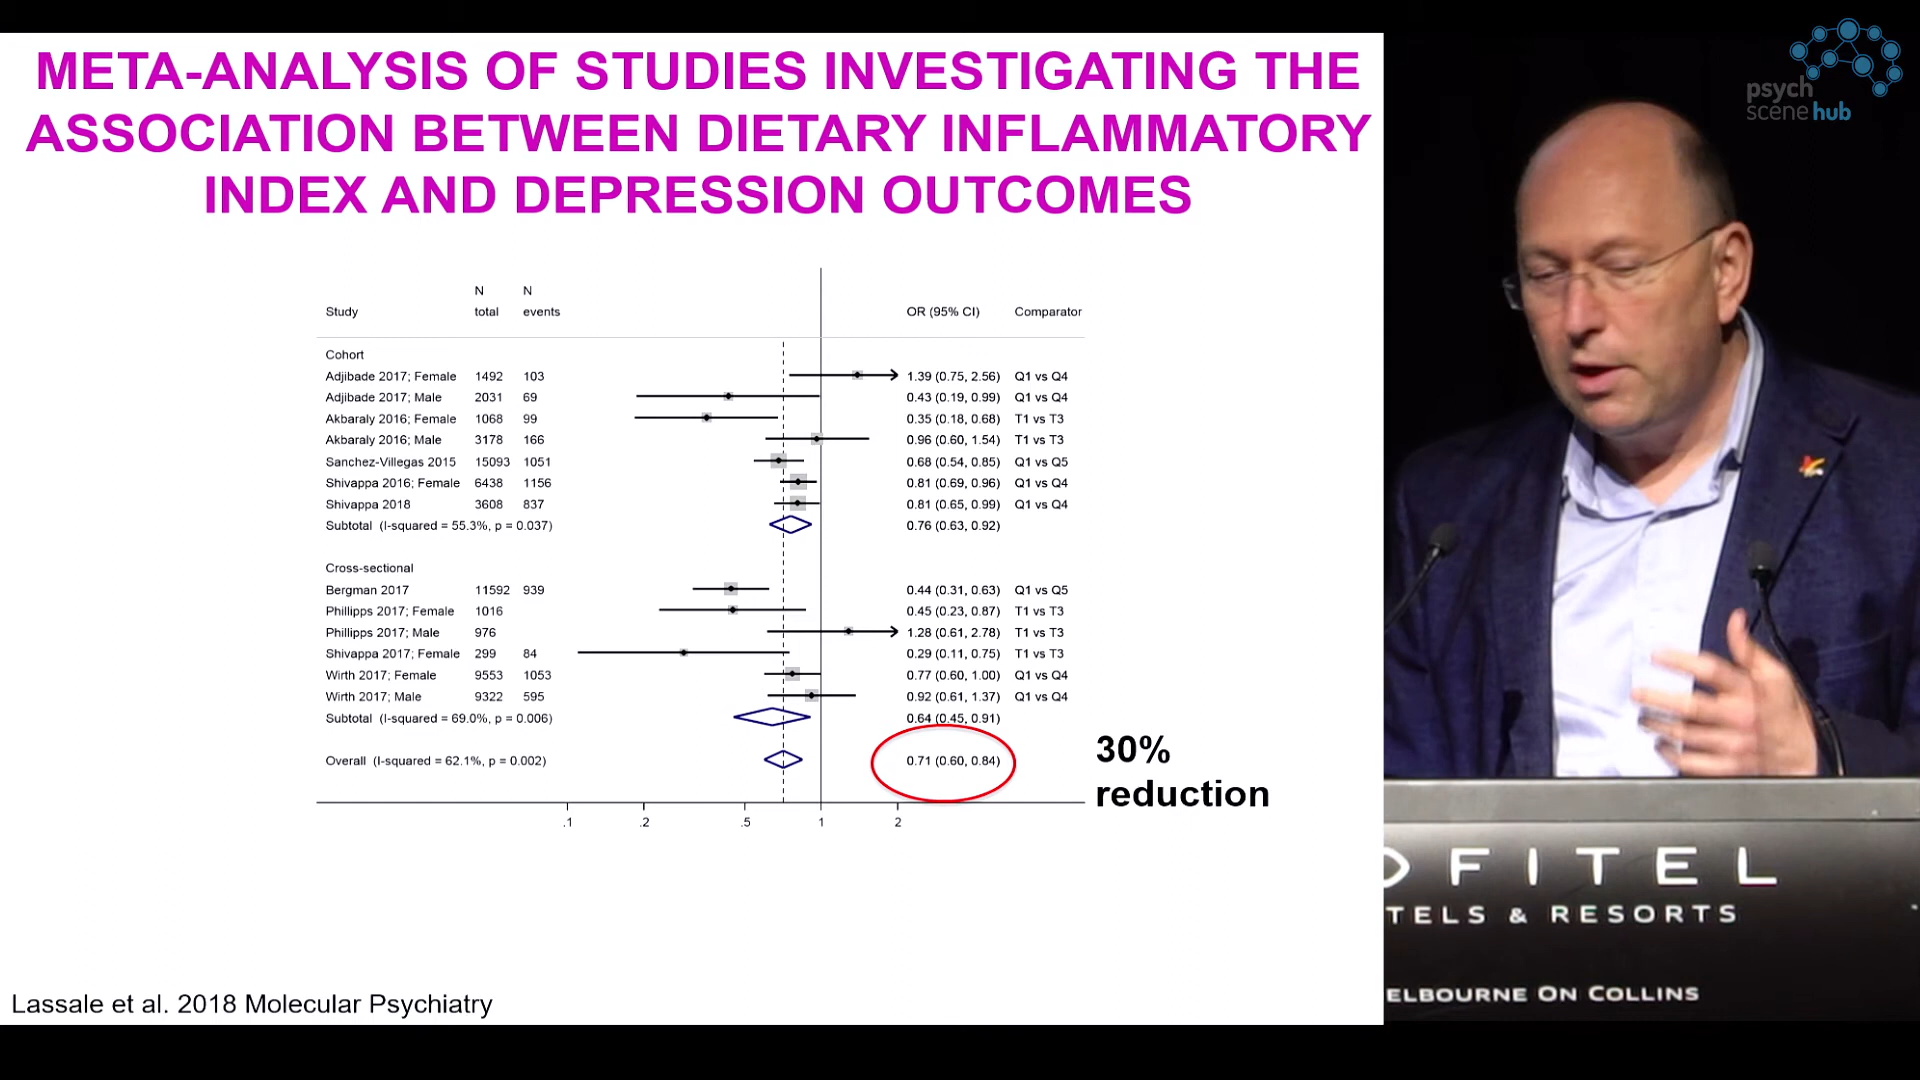 META-ANALYSIS OF STUDIES INVESTIGATING THE
ASSOCIATION BETWEEN DIETARY INFLAMMATORY
INDEX AND DEPRESSION OUTCOMES
N N
Study total events OR (95% CI) Comparator
Cohort
Adjibade 2017; Female 1492 103 1.39 (0.75, 2.56) Q1 vs Q4
Adjibade 2017; Male 2031 69 0.43 (0.19, 0.99) Q1 vs Q4
Akbaraly 2016; Female 1068 99 0.35 (0.18, 0.68) T1 vs T3
Akbaraly 2016; Male 3178 166 0.96 (0.60, 1.54) T1 vs T3
Sanchez-Villegas 2015 15093 1051 0.68 (0.54, 0.85) Q1 vs Q5
Shivappa 2016; Female 6438 1156 0.81 (0.69, 0.96) Q1 vs Q4
Shivappa 2018 3608 837 0.81 (0.65, 0.99) Q1 vs Q4
Subtotal (I-squared = 55.3%, p = 0.037) 0.76 (0.63, 0.92)
Cross-sectional
Bergman 2017 11592 939 0.44 (0.31, 0.63) Q1 vs Q5
Phillipps 2017; Female 1016 0.45 (0.23, 0.87) T1 vs T3
Phillipps 2017; Male 976 1.28 (0.61, 2.78) T1 vs T3
Shivappa 2017; Female 299 84 0.29 (0.11, 0.75) T1 vs T3
Wirth 2017; Female 9553 1053 0.77 (0.60, 1.00) Q1 vs Q4
Wirth 2017; Male 9322 595 0.92 (0.61, 1.37) Q1 vs Q4
Subtotal (I-squared = 69.0%, p = 0.006) 0.64 (0.45, 0.91)
Overall (I-squared = 62.1%, p = 0.002) 0.71 (0.60, 0.84)
.1 .2 .5 1 2
30%
reduction
Lassale et al. 2018 Molecular Psychiatry
psych
scene hub
OFITEL
TELS & RESORTS
ELBOURNE ON COLLINS